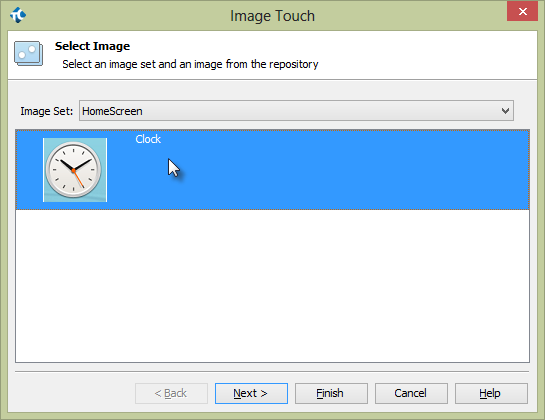 Image Touch
Select Image
Select an image set and an image from the repository
Image Set: HomeScreen
Clock
< Back Next > Finish Cancel Help